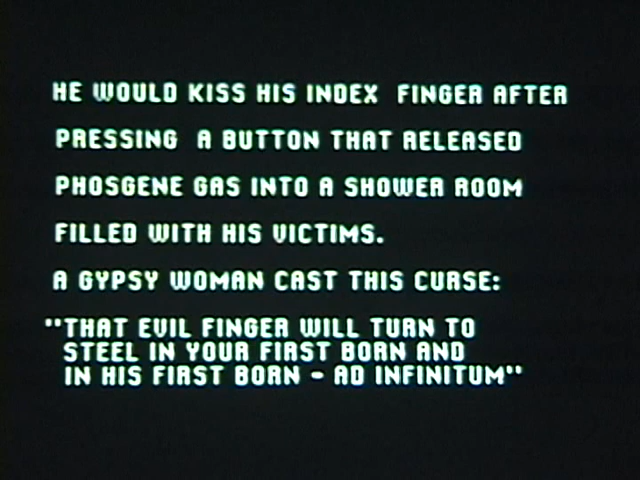 HE WOULD KISS HIS INDEX FINGER AFTER
PRESSING A BUTTON THAT RELEASED
PHOSGENE GAS INTO A SHOWER ROOM
FILLED WITH HIS VICTIMS.
A GYPSY WOMAN CAST THIS CURSE:
"THAT EVIL FINGER WILL TURN TO
STEEL IN YOUR FIRST BORN AND
IN HIS FIRST BORN - AD INFINITUM"